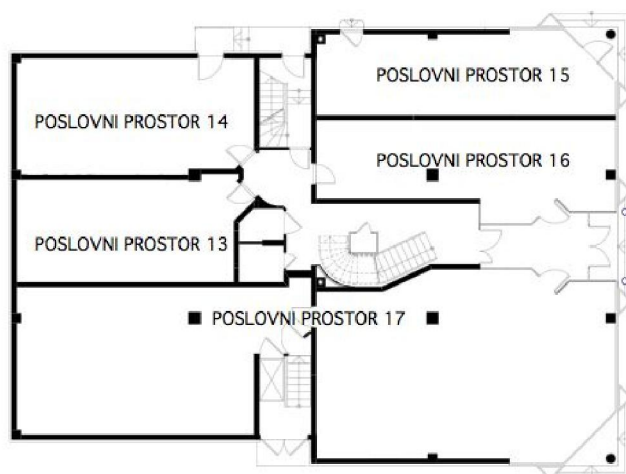 POSLOVNI PROSTOR 15
POSLOVNI PROSTOR 14
POSLOVNI PROSTOR 16
POSLOVNI PROSTOR 13
POSLOVNI PROSTOR 17